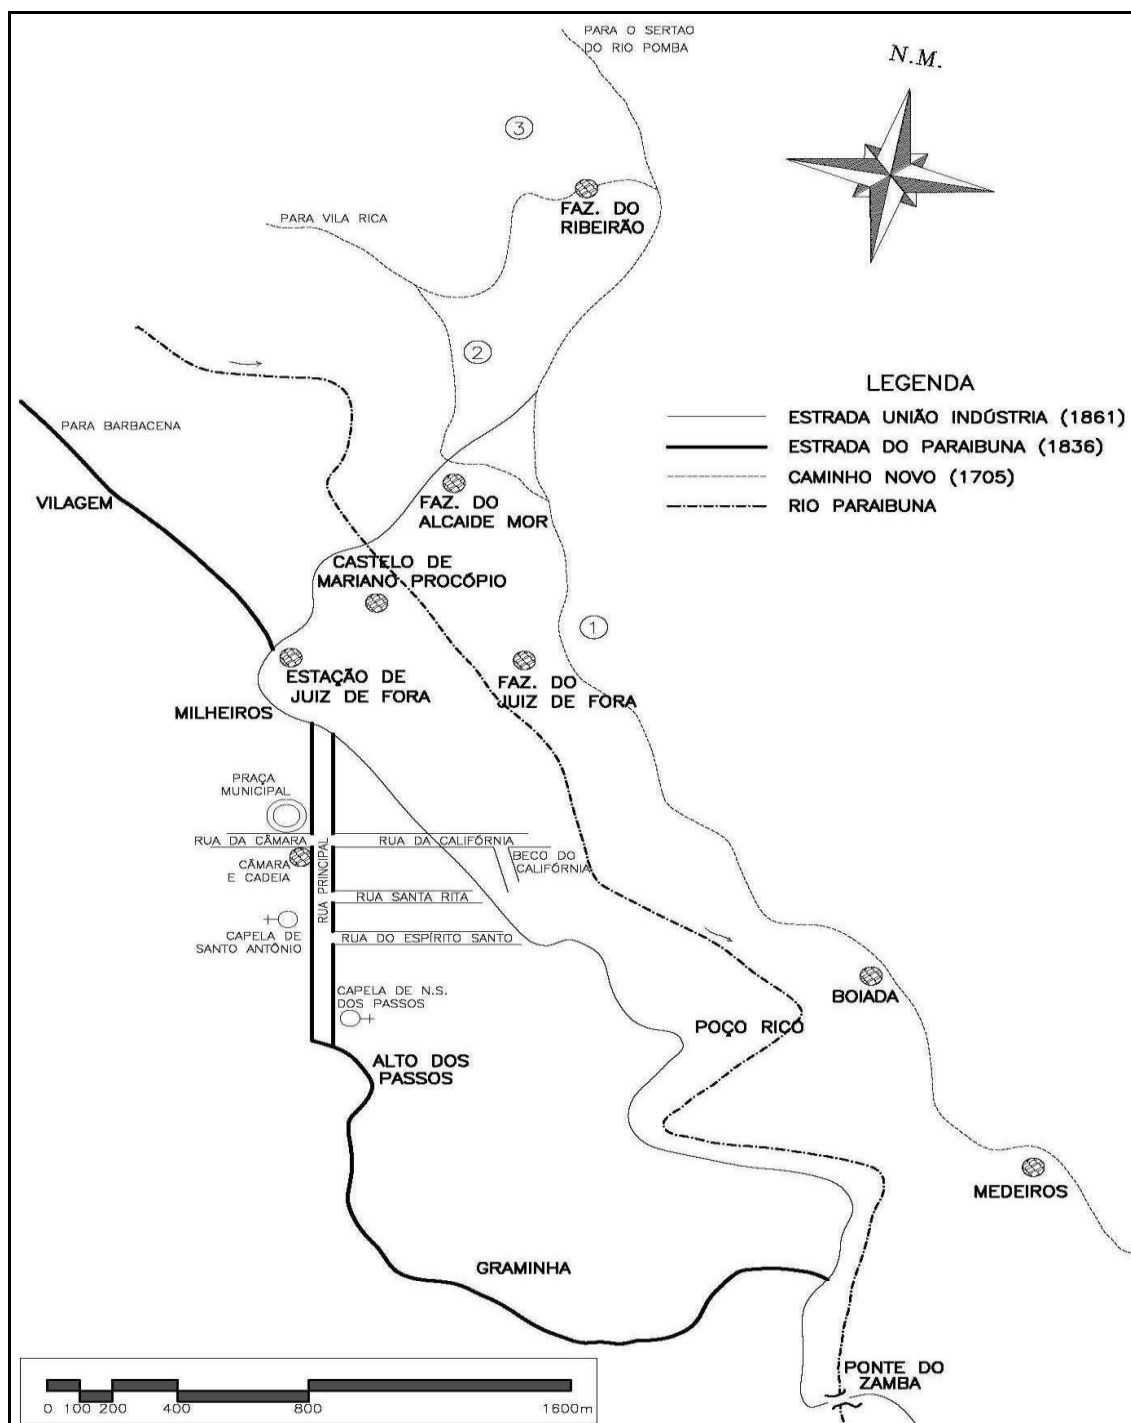 PARA O SERTAO
DO RIO POMBA
N.M.
3
FAZ. DO
RIBEIRÃO
PARA VILA RICA
2
LEGENDA
ESTRADA UNIÃO INDÚSTRIA (1861)
ESTRADA DO PARAIBUNA (1836)
CAMINHO NOVO (1705)
RIO PARAIBUNA
PARA BARBACENA
VILAGEM
FAZ. DO
ALCAIDE MOR
CASTELO DE
MARIANO PROCÓPIO
1
ESTAÇÃO DE
JUIZ DE FORA
FAZ. DO
JUIZ DE FORA
MILHEIROS
PRAÇA
MUNICIPAL
RUA DA CÂMARA
RUA DA CALIFÓRNIA
BECO DO
CALIFÓRNIA
CÂMARA
E CADEIA
RUA PRINCIPAL
RUA SANTA RITA
CAPELA DE
SANTO ANTÔNIO
RUA DO ESPÍRITO SANTO
CAPELA DE N.S.
DOS PASSOS
BOIADA
POÇO RICO
ALTO DOS
PASSOS
MEDEIROS
GRAMINHA
PONTE DO
ZAMBA
0 100 200 400 800 1600m